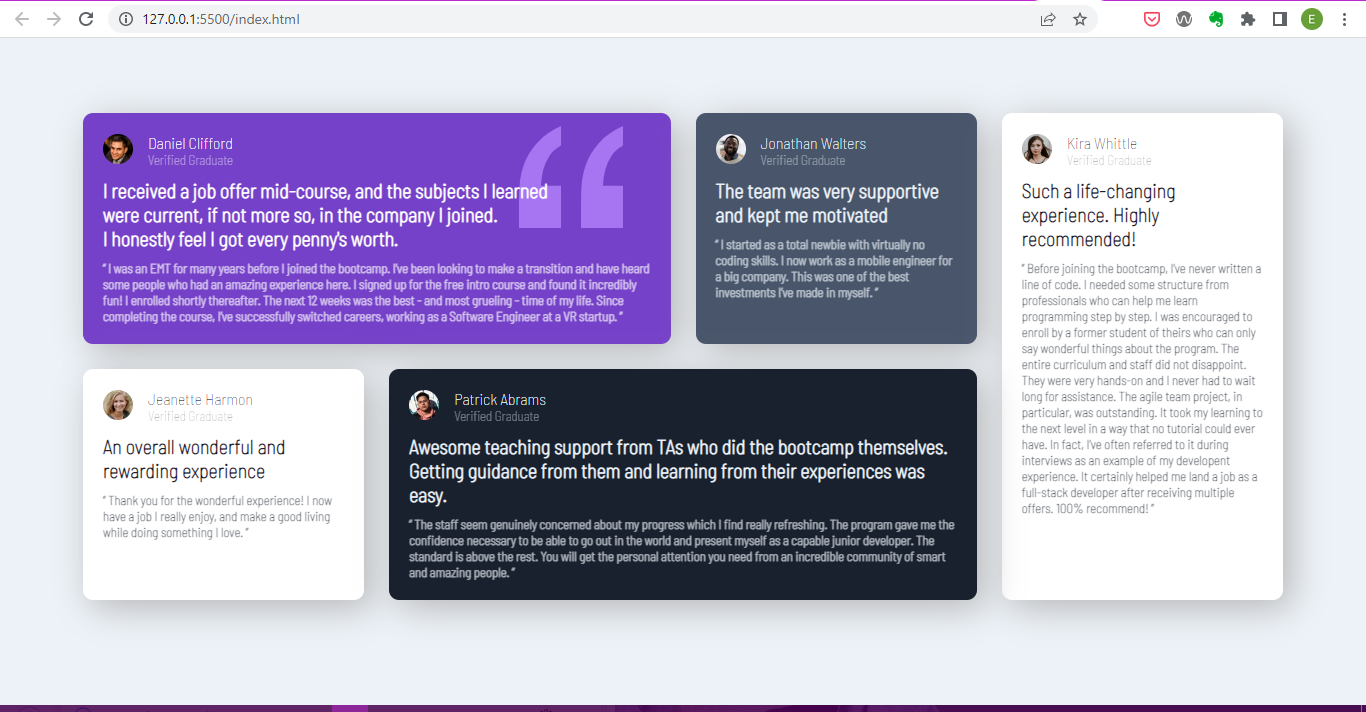 127.0.0.1:5500/index.html
E
Daniel Clifford
Verified Graduate
I received a job offer mid-course, and the subjects I learned
were current, if not more so, in the company I joined.
I honestly feel I got every penny's worth.
“ I was an EMT for many years before I joined the bootcamp. I've been looking to make a transition and have heard
some people who had an amazing experience here. I signed up for the free intro course and found it incredibly
fun! I enrolled shortly thereafter. The next 12 weeks was the best - and most grueling - time of my life. Since
completing the course, I've successfully switched careers, working as a Software Engineer at a VR startup. ”
Jonathan Walters
Verified Graduate
The team was very supportive
and kept me motivated
“ I started as a total newbie with virtually no
coding skills. I now work as a mobile engineer for
a big company. This was one of the best
investments I've made in myself. ”
Kira Whittle
Verified Graduate
Such a life-changing
experience. Highly
recommended!
“ Before joining the bootcamp, I've never written a
line of code. I needed some structure from
professionals who can help me learn
programming step by step. I was encouraged to
enroll by a former student of theirs who can only
say wonderful things about the program. The
entire curriculum and staff did not disappoint.
They were very hands-on and I never had to wait
long for assistance. The agile team project, in
particular, was outstanding. It took my learning to
the next level in a way that no tutorial could ever
have. In fact, I've often referred to it during
interviews as an example of my developent
experience. It certainly helped me land a job as a
full-stack developer after receiving multiple
offers. 100% recommend! ”
Jeanette Harmon
Verified Graduate
An overall wonderful and
rewarding experience
“ Thank you for the wonderful experience! I now
have a job I really enjoy, and make a good living
while doing something I love. ”
Patrick Abrams
Verified Graduate
Awesome teaching support from TAs who did the bootcamp themselves.
Getting guidance from them and learning from their experiences was
easy.
“ The staff seem genuinely concerned about my progress which I find really refreshing. The program gave me the
confidence necessary to be able to go out in the world and present myself as a capable junior developer. The
standard is above the rest. You will get the personal attention you need from an incredible community of smart
and amazing people. ”